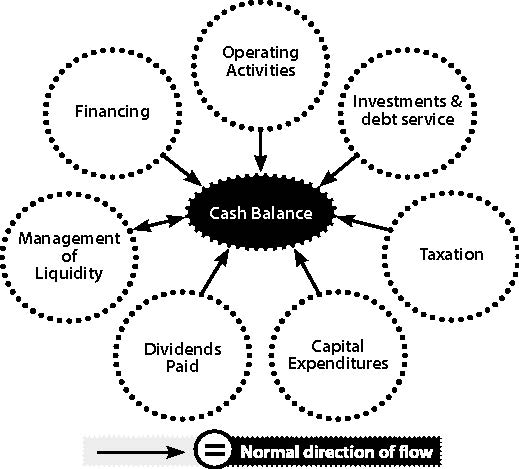 Operating
Activities
Financing
Investments &
debt service
Cash Balance
Management
of
Liquidity
Taxation
Dividends
Paid
Capital
Expenditures
= Normal direction of flow